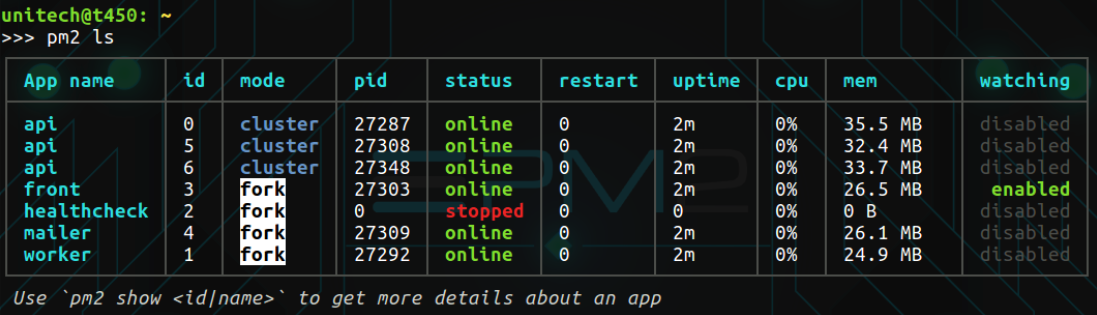 unitech@t450: ~
>>> pm2 ls
App name id mode pid status restart uptime cpu mem watching
api 0 cluster 27287 online 0 2m 0% 35.5 MB disabled
api 5 cluster 27308 online 0 2m 0% 32.4 MB disabled
api 6 cluster 27348 online 0 2m 0% 33.7 MB disabled
front 3 fork 27303 online 0 2m 0% 26.5 MB enabled
healthcheck 2 fork 0 stopped 0 0 0% 0 B disabled
mailer 4 fork 27309 online 0 2m 0% 26.1 MB disabled
worker 1 fork 27292 online 0 2m 0% 24.9 MB disabled
Use `pm2 show <id|name>` to get more details about an app
PM2